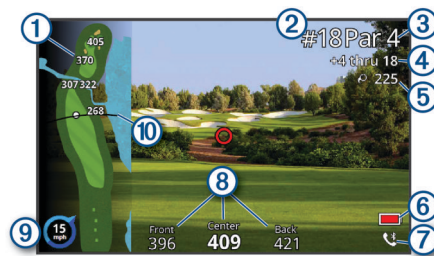 ① ② #18 Par 4 ③
+4 thru 18 ④
225 ⑤
405
370
307 322
268 ⑩
⑧
Front Center Back
396 409 421
⑥
⑨ 15 mph
⑦